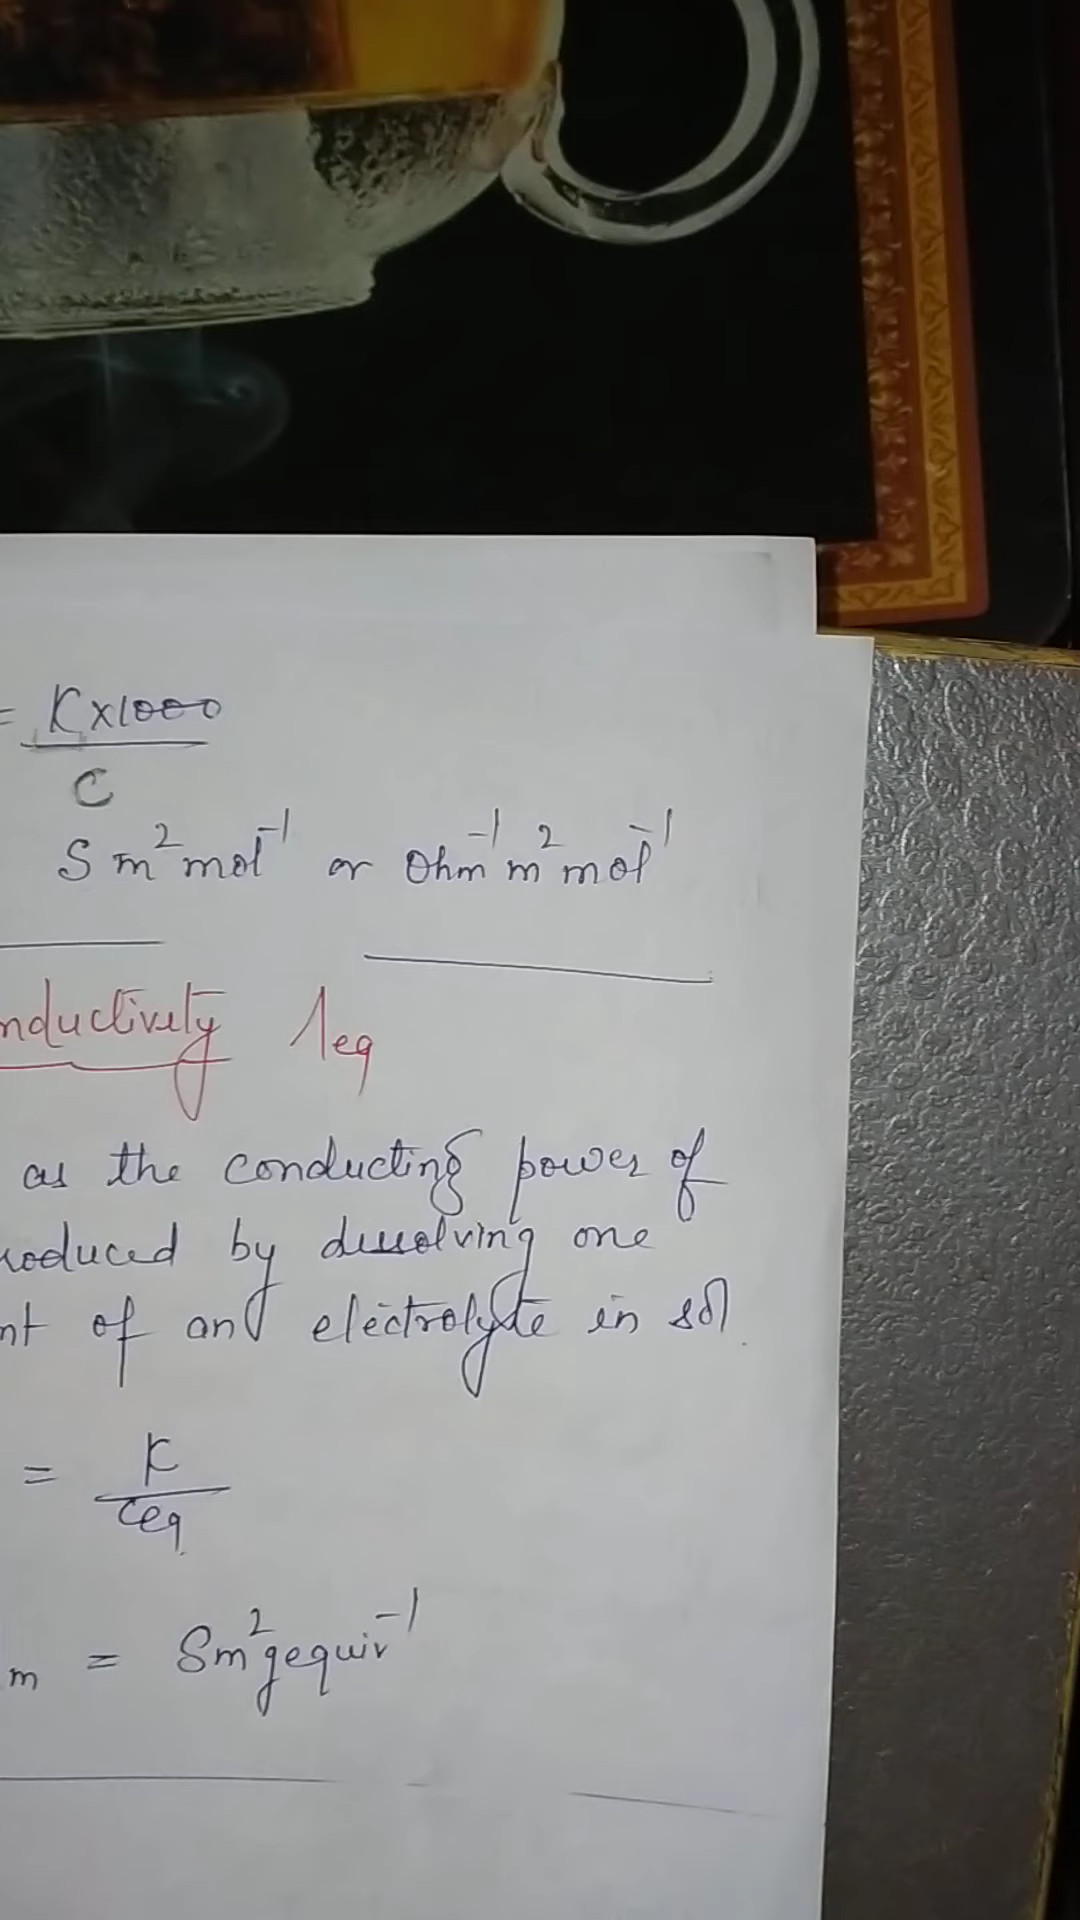 = K×1000
C
S m² mol⁻¹ or Ohm⁻¹ m² mol⁻¹
nductivity Λeq
as the conducting power of
roduced by dissolving one
nt of an electrolyte in sol
= K
Ceq
m = Sm² gequiv⁻¹